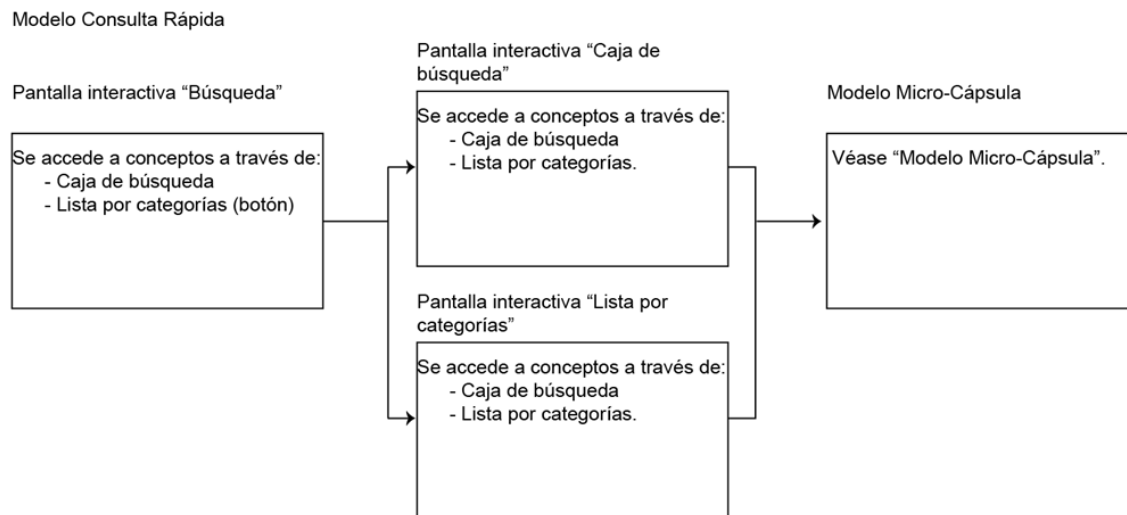 Modelo Consulta Rápida
Pantalla interactiva “Búsqueda”
Se accede a conceptos a través de:
- Caja de búsqueda
- Lista por categorías (botón)
Pantalla interactiva “Caja de
búsqueda”
Se accede a conceptos a través de:
- Caja de búsqueda
- Lista por categorías.
Pantalla interactiva “Lista por
categorías”
Se accede a conceptos a través de:
- Caja de búsqueda
- Lista por categorías.
Modelo Micro-Cápsula
Véase “Modelo Micro-Cápsula”.